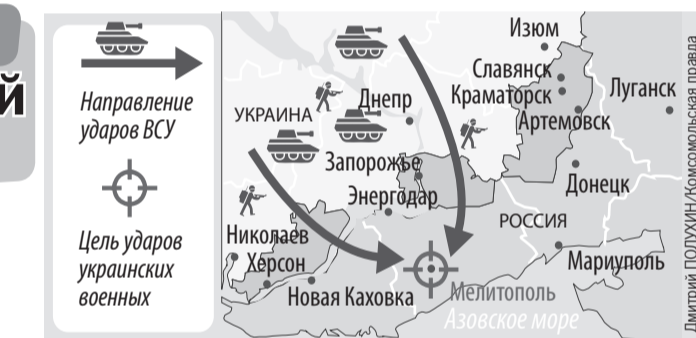 Й
Направление
ударов ВСУ
Цель ударов
украинских
военных
Изюм
Славянск
Краматорск
Луганск
Днепр
УКРАИНА
Артемовск
Запорожье
Донецк
Энергодар
РОССИЯ
Николаев
Херсон
Мариуполь
Новая Каховка
Мелитополь
Азовское море
Дмитрий ПОЛУХИН/Комсомольская правда